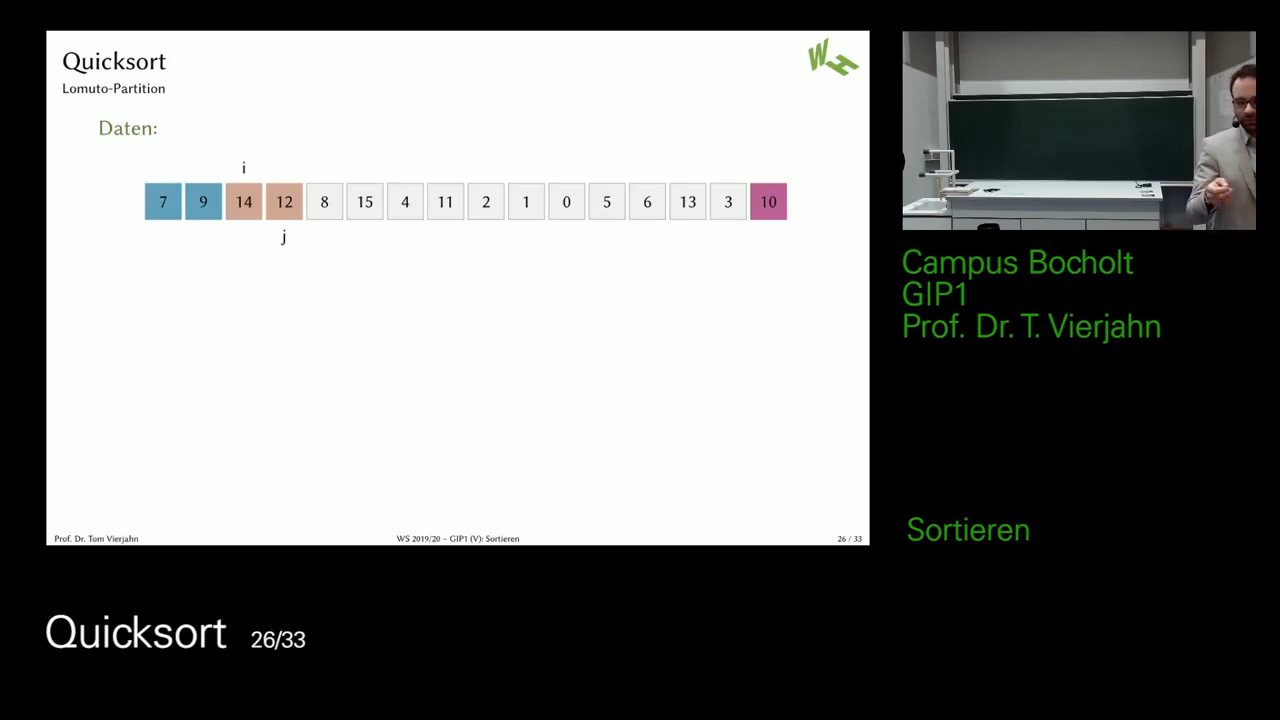 Quicksort
Lomuto-Partition
WH
Daten:
i
7 9 14 12 8 15 4 11 2 1 0 5 6 13 3 10
j
Prof. Dr. Tom Vierjahn
WS 2019/20 – GIP1 (V): Sortieren
26 / 33
Campus Bocholt
GIP1
Prof. Dr. T. Vierjahn
Sortieren
Quicksort 26/33